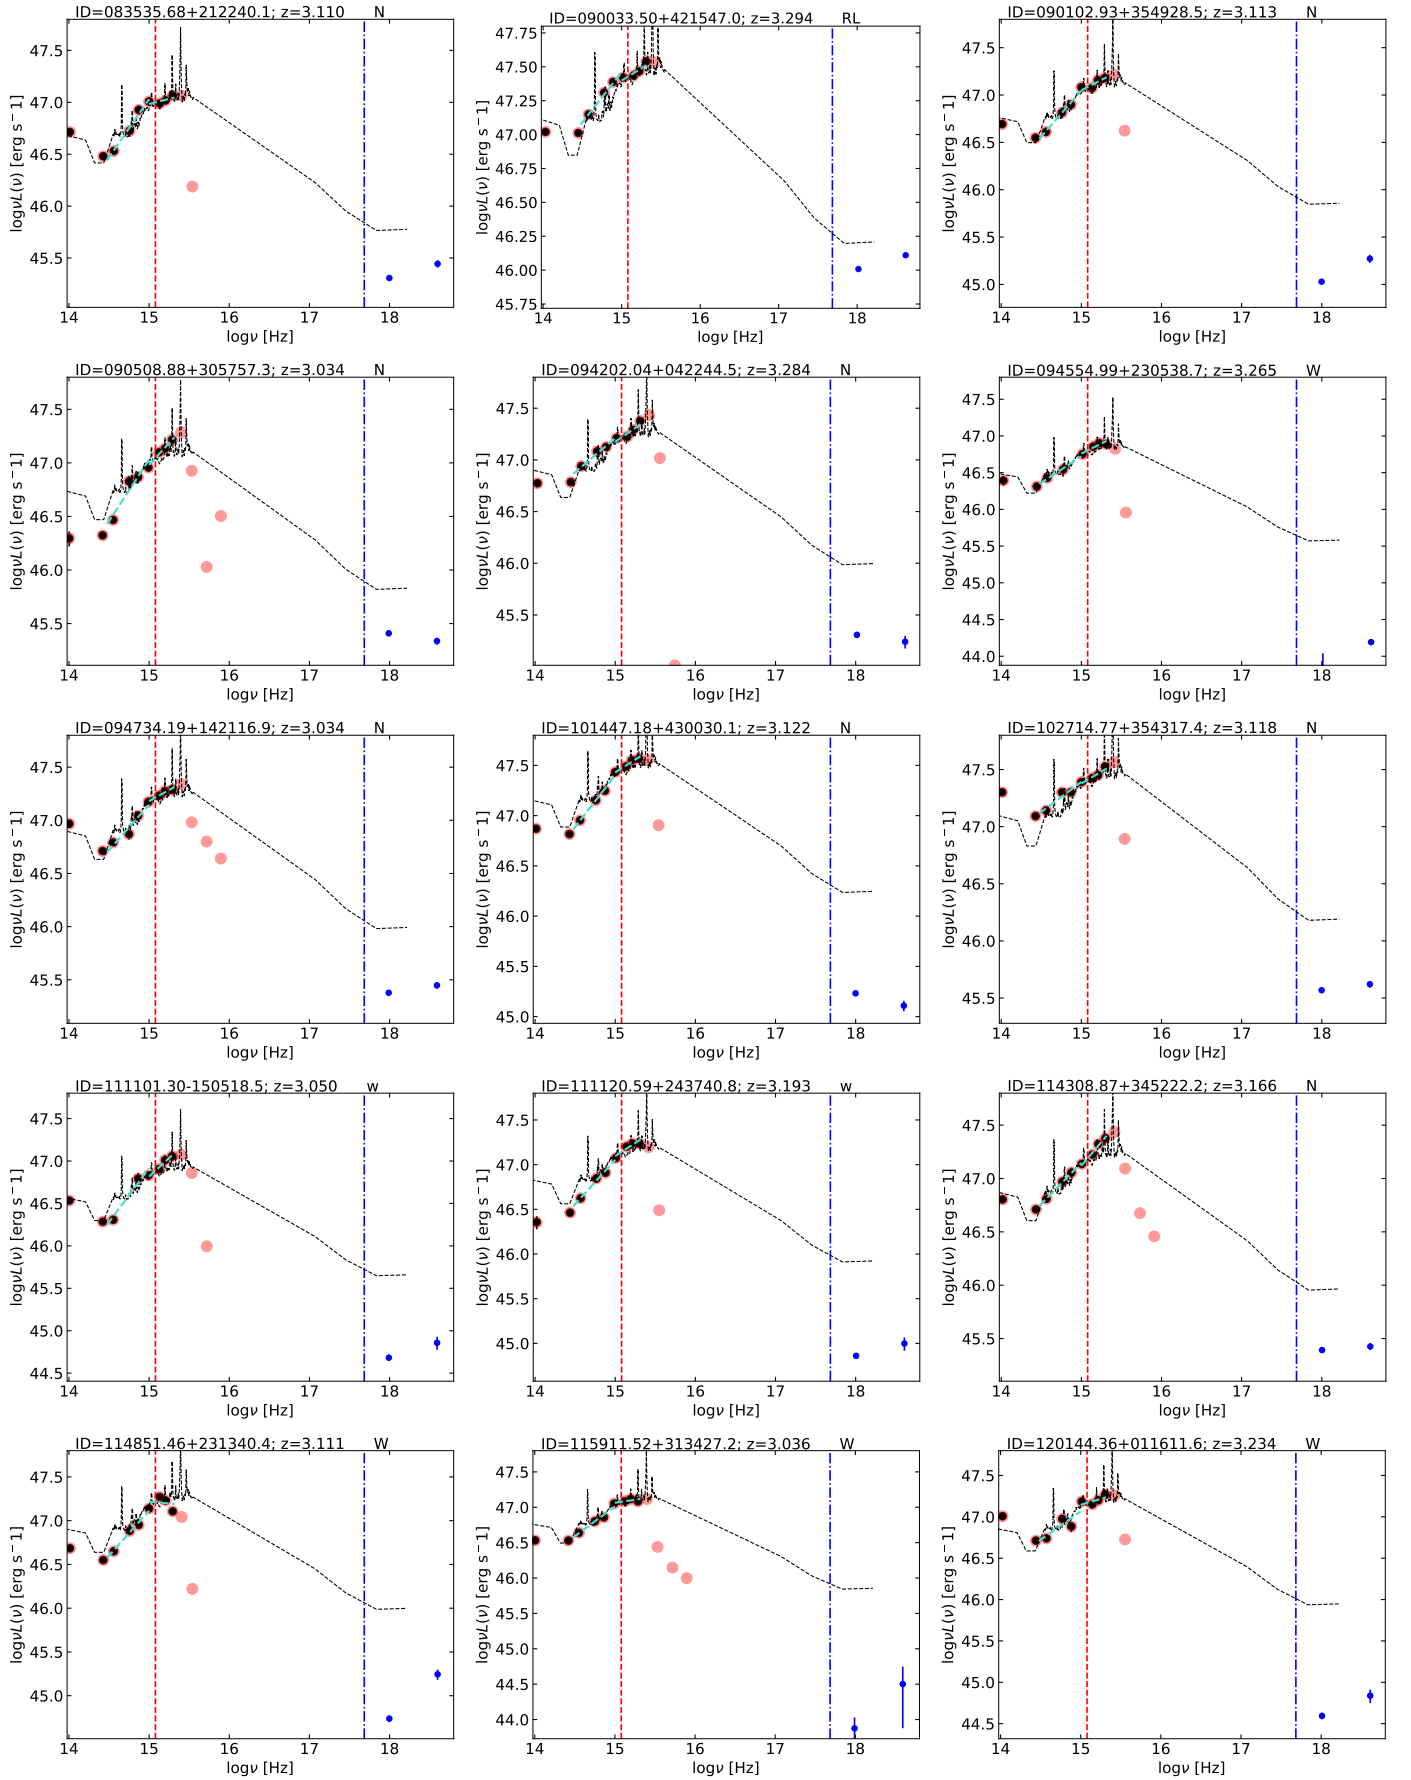 ID=083535.68+212240.1; z=3.110 N
47.5
47.0
46.5
46.0
45.5
logνL(ν) [erg s−1]
14 15 16 17 18
logν [Hz]
ID=090033.50+421547.0; z=3.294 RL
47.75
47.50
47.25
47.00
46.75
46.50
46.25
46.00
45.75
logνL(ν) [erg s−1]
14 15 16 17 18
logν [Hz]
ID=090102.93+354928.5; z=3.113 N
47.5
47.0
46.5
46.0
45.5
45.0
logνL(ν) [erg s−1]
14 15 16 17 18
logν [Hz]
ID=090508.88+305757.3; z=3.034 N
47.5
47.0
46.5
46.0
45.5
logνL(ν) [erg s−1]
14 15 16 17 18
logν [Hz]
ID=094202.04+042244.5; z=3.284 N
47.5
47.0
46.5
46.0
45.5
logνL(ν) [erg s−1]
14 15 16 17 18
logν [Hz]
ID=094554.99+230538.7; z=3.265 W
47.5
47.0
46.5
46.0
45.5
45.0
44.5
44.0
logνL(ν) [erg s−1]
14 15 16 17 18
logν [Hz]
ID=094734.19+142116.9; z=3.034 N
47.5
47.0
46.5
46.0
45.5
logνL(ν) [erg s−1]
14 15 16 17 18
logν [Hz]
ID=101447.18+430030.1; z=3.122 N
47.5
47.0
46.5
46.0
45.5
45.0
logνL(ν) [erg s−1]
14 15 16 17 18
logν [Hz]
ID=102714.77+354317.4; z=3.118 N
47.5
47.0
46.5
46.0
45.5
logνL(ν) [erg s−1]
14 15 16 17 18
logν [Hz]
ID=111101.30-150518.5; z=3.050 w
47.5
47.0
46.5
46.0
45.5
45.0
44.5
logνL(ν) [erg s−1]
14 15 16 17 18
logν [Hz]
ID=111120.59+243740.8; z=3.193 w
47.5
47.0
46.5
46.0
45.5
45.0
logνL(ν) [erg s−1]
14 15 16 17 18
logν [Hz]
ID=114308.87+345222.2; z=3.166 N
47.5
47.0
46.5
46.0
45.5
logνL(ν) [erg s−1]
14 15 16 17 18
logν [Hz]
ID=114851.46+231340.4; z=3.111 W
47.5
47.0
46.5
46.0
45.5
45.0
logνL(ν) [erg s−1]
14 15 16 17 18
logν [Hz]
ID=115911.52+313427.2; z=3.036 W
47.5
47.0
46.5
46.0
45.5
45.0
44.5
44.0
logνL(ν) [erg s−1]
14 15 16 17 18
logν [Hz]
ID=120144.36+011611.6; z=3.234 W
47.5
47.0
46.5
46.0
45.5
45.0
44.5
logνL(ν) [erg s−1]
14 15 16 17 18
logν [Hz]